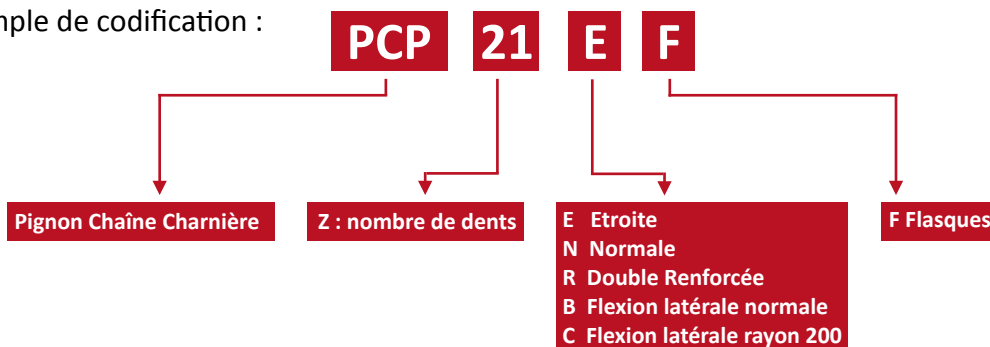 mple de codification :
PCP 21 E F
Pignon Chaîne Charnière
Z : nombre de dents
E Etroite
N Normale
R Double Renforcée
B Flexion latérale normale
C Flexion latérale rayon 200
F Flasques